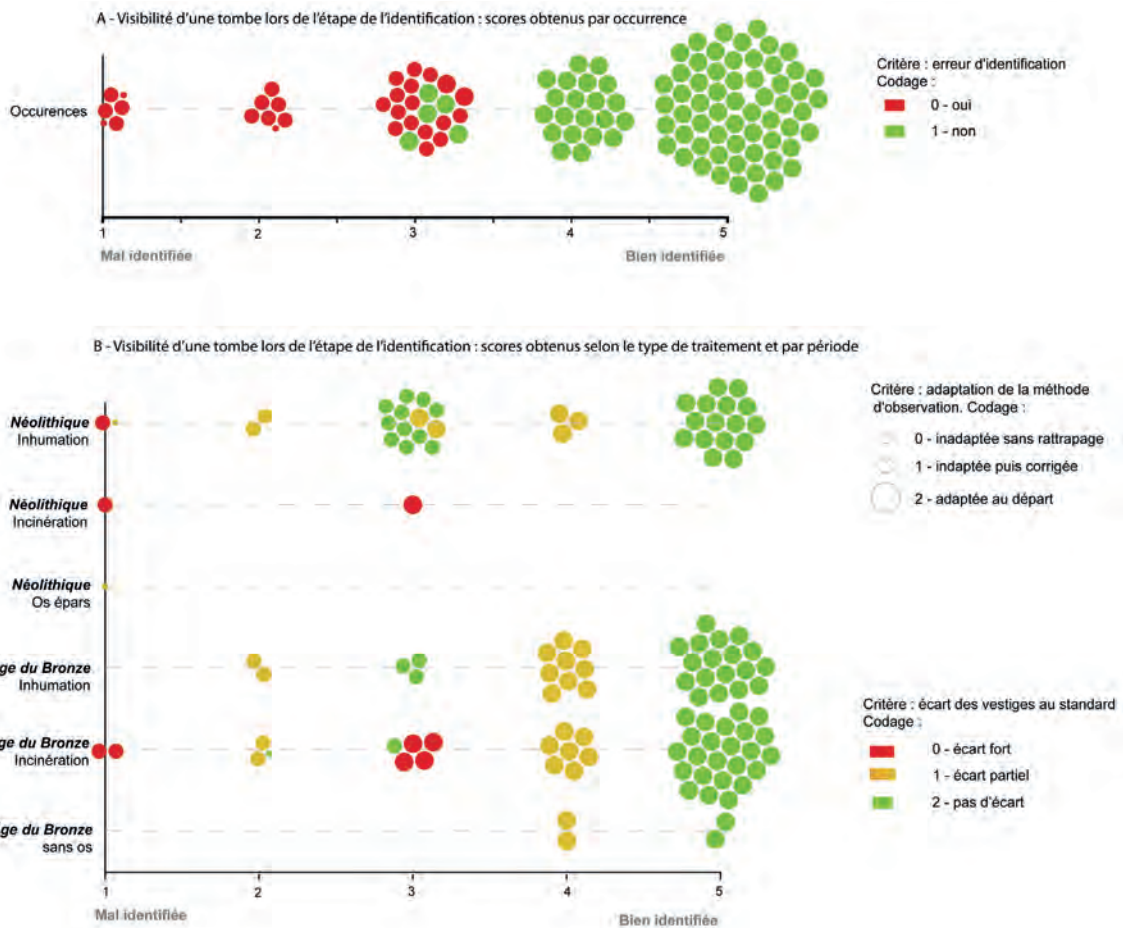 A - Visibilité d'une tombe lors de l'étape de l'identification : scores obtenus par occurrence
Critère : erreur d'identification
Codage :
0 - oui
1 - non
Occurences
1 2 3 4 5
Mal identifiée Bien identifiée
B - Visibilité d'une tombe lors de l'étape de l'identification : scores obtenus selon le type de traitement et par période
Critère : adaptation de la méthode
d'observation. Codage :
0 - inadaptée sans rattrapage
1 - indaptée puis corrigée
2 - adaptée au départ
Néolithique
Inhumation
Néolithique
Incinération
Néolithique
Os épars
ge du Bronze
Inhumation
ge du Bronze
Incinération
ge du Bronze
sans os
Critère : écart des vestiges au standard
Codage :
0 - écart fort
1 - écart partiel
2 - pas d'écart
1 2 3 4 5
Mal identifiée Bien identifiée